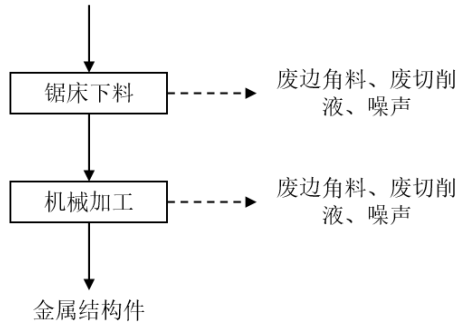 锯床下料
废边角料、废切削
液、噪声
机械加工
废边角料、废切削
液、噪声
金属结构件